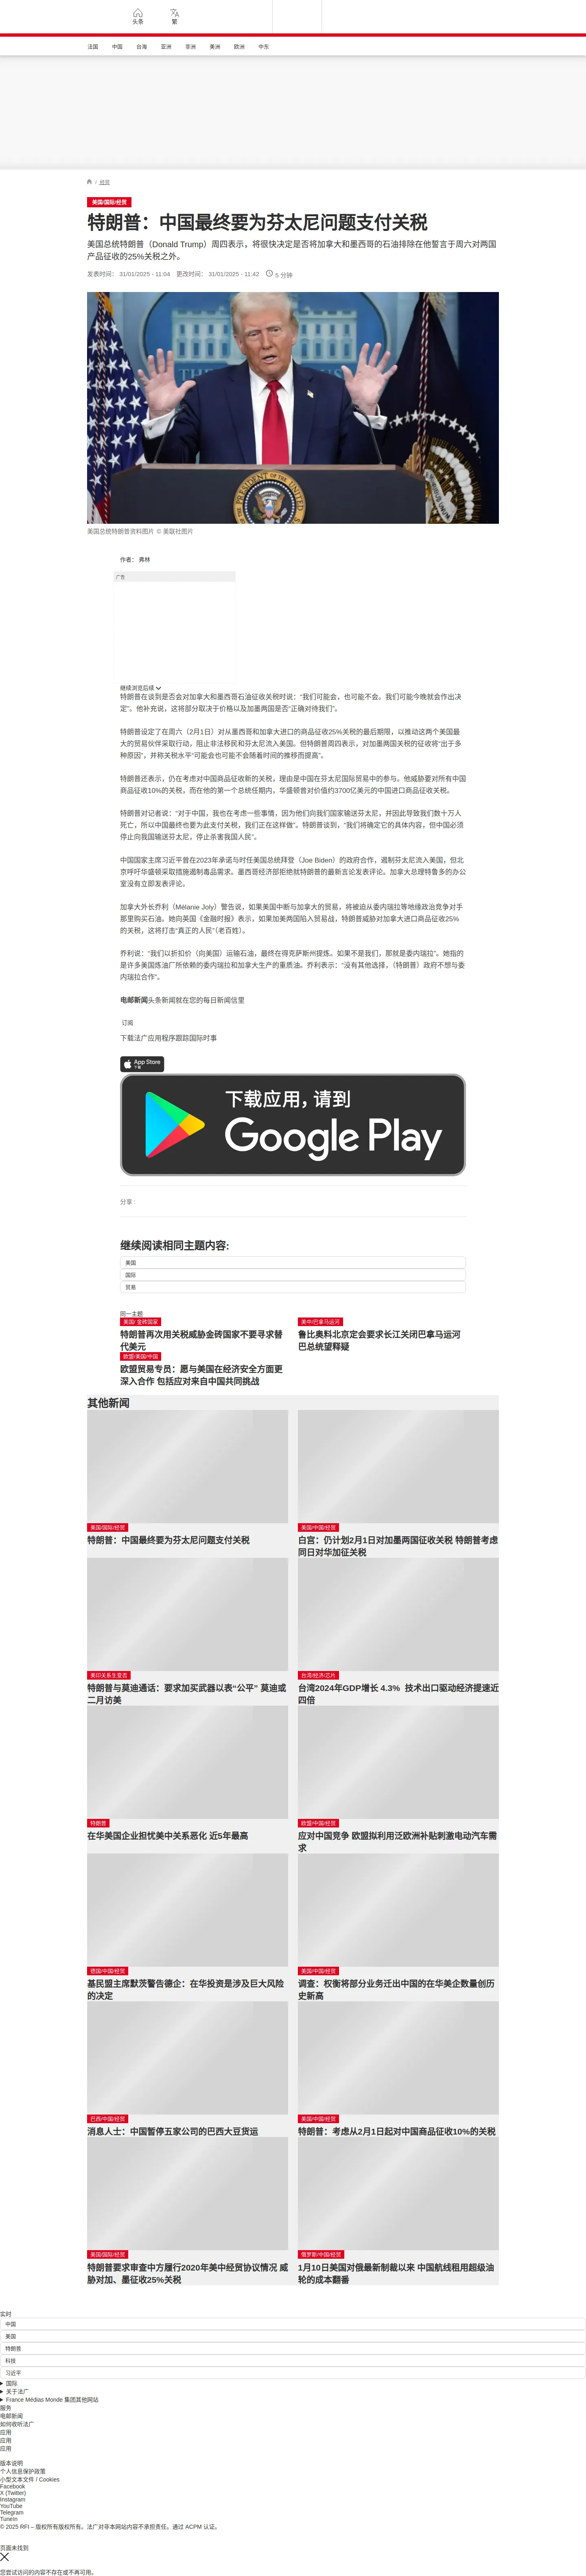 头条
繁
法国
中国
台海
亚洲
非洲
美洲
欧洲
中东
/ 经贸
美国/国际/经贸
特朗普：中国最终要为芬太尼问题支付关税
美国总统特朗普（Donald Trump）周四表示，将很快决定是否将加拿大和墨西哥的石油排除在他誓言于周六对两国
产品征收的25%关税之外。
发表时间： 31/01/2025 - 11:04 更改时间： 31/01/2025 - 11:42 5 分钟
美国总统特朗普资料图片 © 美联社图片
作者： 弗林
广告
继续浏览后续
特朗普在谈到是否会对加拿大和墨西哥石油征收关税时说：“我们可能会，也可能不会。我们可能今晚就会作出决
定”。他补充说，这将部分取决于价格以及加墨两国是否“正确对待我们”。
特朗普设定了在周六（2月1日）对从墨西哥和加拿大进口的商品征收25%关税的最后期限，以推动这两个美国最
大的贸易伙伴采取行动，阻止非法移民和芬太尼流入美国。但特朗普周四表示，对加墨两国关税的征收将“出于多
种原因”，并称关税水平“可能会也可能不会随着时间的推移而提高”。
特朗普还表示，仍在考虑对中国商品征收新的关税，理由是中国在芬太尼国际贸易中的参与。他威胁要对所有中国
商品征收10%的关税，而在他的第一个总统任期内，华盛顿曾对价值约3700亿美元的中国进口商品征收关税。
特朗普对记者说：“对于中国，我也在考虑一些事情，因为他们向我们国家输送芬太尼，并因此导致我们数十万人
死亡，所以中国最终也要为此支付关税，我们正在这样做”。特朗普谈到，“我们将确定它的具体内容，但中国必须
停止向我国输送芬太尼，停止杀害我国人民”。
中国国家主席习近平曾在2023年承诺与时任美国总统拜登（Joe Biden）的政府合作，遏制芬太尼流入美国，但北
京呼吁华盛顿采取措施遏制毒品需求。墨西哥经济部拒绝就特朗普的最新言论发表评论。加拿大总理特鲁多的办公
室没有立即发表评论。
加拿大外长乔利（Mélanie Joly）警告说，如果美国中断与加拿大的贸易，将被迫从委内瑞拉等地缘政治竞争对手
那里购买石油。她向英国《金融时报》表示，如果加美两国陷入贸易战，特朗普威胁对加拿大进口商品征收25%
的关税，这将打击“真正的人民”（老百姓）。
乔利说：“我们以折扣价（向美国）运输石油，最终在得克萨斯州提炼。如果不是我们，那就是委内瑞拉”。她指的
是许多美国炼油厂所依赖的委内瑞拉和加拿大生产的重质油。乔利表示：“没有其他选择，（特朗普）政府不想与委
内瑞拉合作”。
电邮新闻头条新闻就在您的每日新闻信里
订阅
下载法广应用程序跟踪国际时事
App Store
下载
下载应用，请到
Google Play
分享 :
继续阅读相同主题内容:
美国
国际
贸易
同一主题
美国/ 金砖国家
特朗普再次用关税威胁金砖国家不要寻求替
代美元
美中/巴拿马运河
鲁比奥料北京定会要求长江关闭巴拿马运河
巴总统望释疑
欧盟/美国/中国
欧盟贸易专员：愿与美国在经济安全方面更
深入合作 包括应对来自中国共同挑战
其他新闻
美国/国际/经贸
特朗普：中国最终要为芬太尼问题支付关税
美国/中国/经贸
白宫：仍计划2月1日对加墨两国征收关税 特朗普考虑
同日对华加征关税
美印关系互宣言
特朗普与莫迪通话：要求加买武器以表“公平” 莫迪或
二月访美
台湾/经济/芯片
台湾2024年GDP增长 4.3% 技术出口驱动经济提速近
四倍
特朗普
在华美国企业担忧美中关系恶化 近5年最高
欧盟/中国/经贸
应对中国竞争 欧盟拟利用泛欧洲补贴刺激电动汽车需
求
德国/中国/经贸
基民盟主席默茨警告德企：在华投资是涉及巨大风险
的决定
美国/中国/经贸
调查：权衡将部分业务迁出中国的在华美企数量创历
史新高
巴西/中国/经贸
消息人士：中国暂停五家公司的巴西大豆货运
美国/中国/经贸
特朗普：考虑从2月1日起对中国商品征收10%的关税
美国/国际/经贸
特朗普要求审查中方履行2020年美中经贸协议情况 威
胁对加、墨征收25%关税
俄罗斯/中国/经贸
1月10日美国对俄最新制裁以来 中国航线租用超级油
轮的成本翻番
实时
中国
美国
特朗普
科技
习近平
国际
关于法广
France Médias Monde 集团其他网站
服务
电邮新闻
如何收听法广
应用
应用
应用
版本说明
个人信息保护政策
小型文本文件 / Cookies
Facebook
X (Twitter)
Instagram
YouTube
Telegram
TuneIn
© 2025 RFI – 版权所有版权所有。法广对非本网站内容不承担责任。通过 ACPM 认证。
页面未找到
您尝试访问的内容不存在或不再可用。